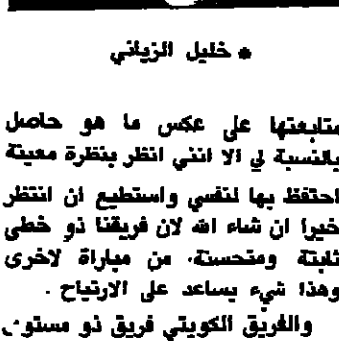 * خليل الزياني
متابعتها على عكس ما هو حاصل
بالنسبة لي الا انني انظر بنظرة معينة
احتفظ بها لنفسي واستطيع ان انتظر
خيرا ان شاء الله لان فريقنا ذو خطى
ثابتة ومتحسنة. من مباراة لاخرى
وهذا شيء يساعد على الارتياح .
والفريق الكويتي فريق ذو مستوى